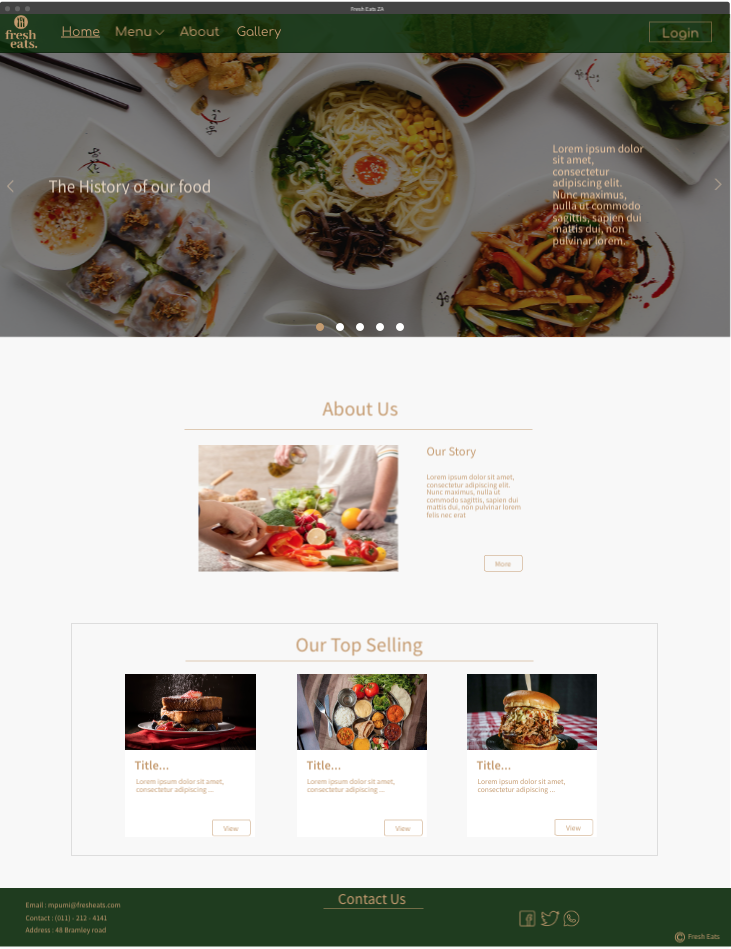 Fresh Eats ZA
fresh
eats.
Home
Menu
About
Gallery
Login
The History of our food
Lorem ipsum dolor
sit amet,
consectetur
adipiscing elit.
Nunc maximus,
nulla ut commodo
sagittis, sapien dui
mattis dui, non
pulvinar lorem.
About Us
Our Story
Lorem ipsum dolor sit amet,
consectetur adipiscing elit.
Nunc maximus, nulla ut
commodo sagittis, sapien dui
mattis dui, non pulvinar lorem
felis nec erat
More
Our Top Selling
Title...
Lorem ipsum dolor sit amet,
consectetur adipiscing ...
View
Title...
Lorem ipsum dolor sit amet,
consectetur adipiscing ...
View
Title...
Lorem ipsum dolor sit amet,
consectetur adipiscing ...
View
Email : mpumi@fresheats.com
Contact : (011) - 212 - 4141
Address : 48 Bramley road
Contact Us
© Fresh Eats